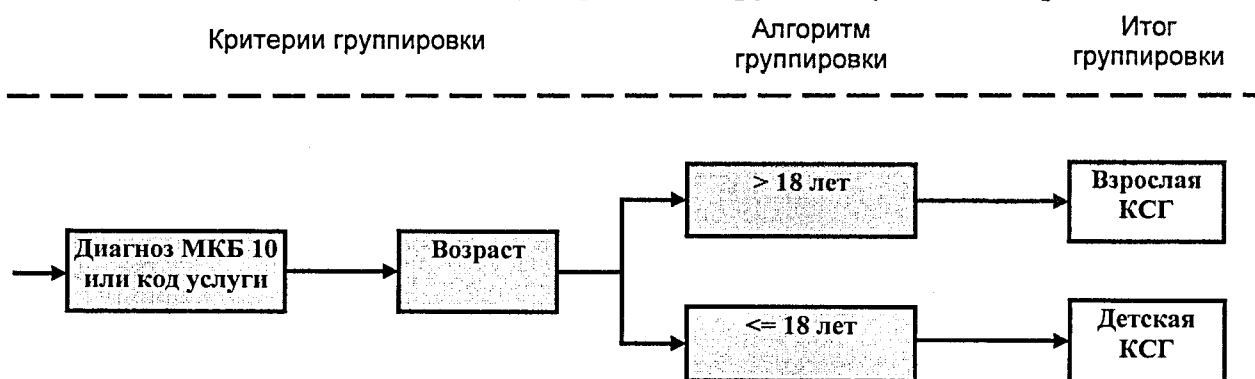 Критерии группировки
Алгоритм
группировки
Итог
группировки
Диагноз МКБ 10
или код услуги
Возраст
> 18 лет
Взрослая
КСГ
<= 18 лет
Детская
КСГ